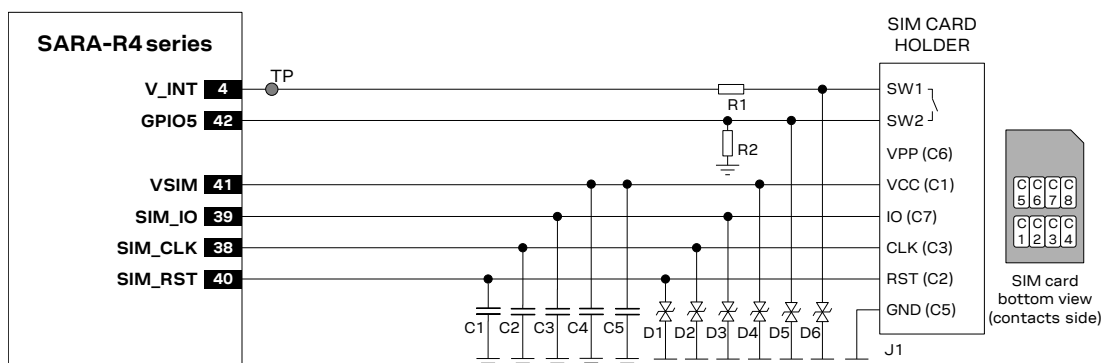 SIM CARD
HOLDER
SARA-R4 series
TP
V_INT 4
R1
SW1
GPIO5 42
SW2
R2
VPP (C6)
VSIM 41
VCC (C1)
SIM_IO 39
IO (C7)
SIM_CLK 38
CLK (C3)
SIM_RST 40
RST (C2)
GND (C5)
C1 C2 C3 C4 C5 D1 D2 D3 D4 D5 D6
J1
C5 C6 C7 C8
C1 C2 C3 C4
SIM card
bottom view
(contacts side)